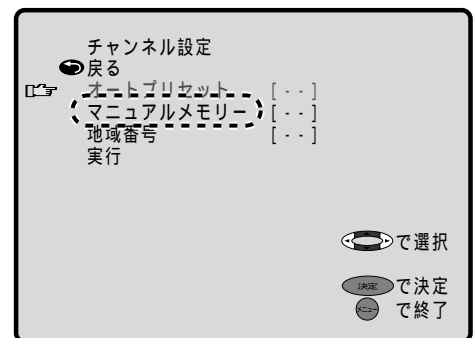 チャンネル設定
戻る
オートプリセット [--]
マニュアルメモリー [--]
地域番号 [--]
実行
で選択
決定 で決定
メニュー で終了